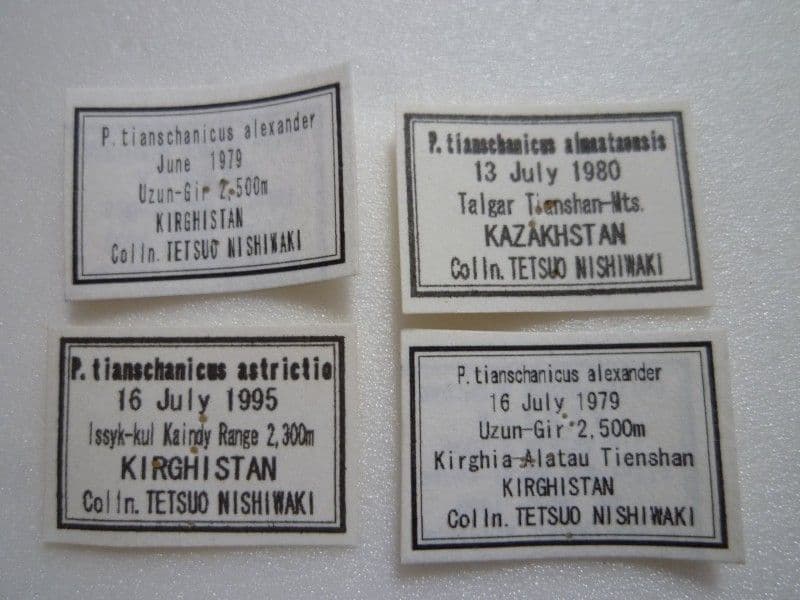 P. tianschanicus alexander
June 1979
Uzun-Gir 2,500m
KIRGHISTAN
Colln. TETSUO NISHIWAKI
P. tianschanicus almaataensis
13 July 1980
Talgar Tienshan-Mts.
KAZAKHSTAN
Colln. TETSUO NISHIWAKI
P. tianschanicus astrictio
16 July 1995
Issyk-kul Kaindy Range 2,300m
KIRGHISTAN
Colln. TETSUO NISHIWAKI
P. tianschanicus alexander
16 July 1979
Uzun-Gir 2,500m
Kirghia-Alatau Tienshan
KIRGHISTAN
Colln. TETSUO NISHIWAKI